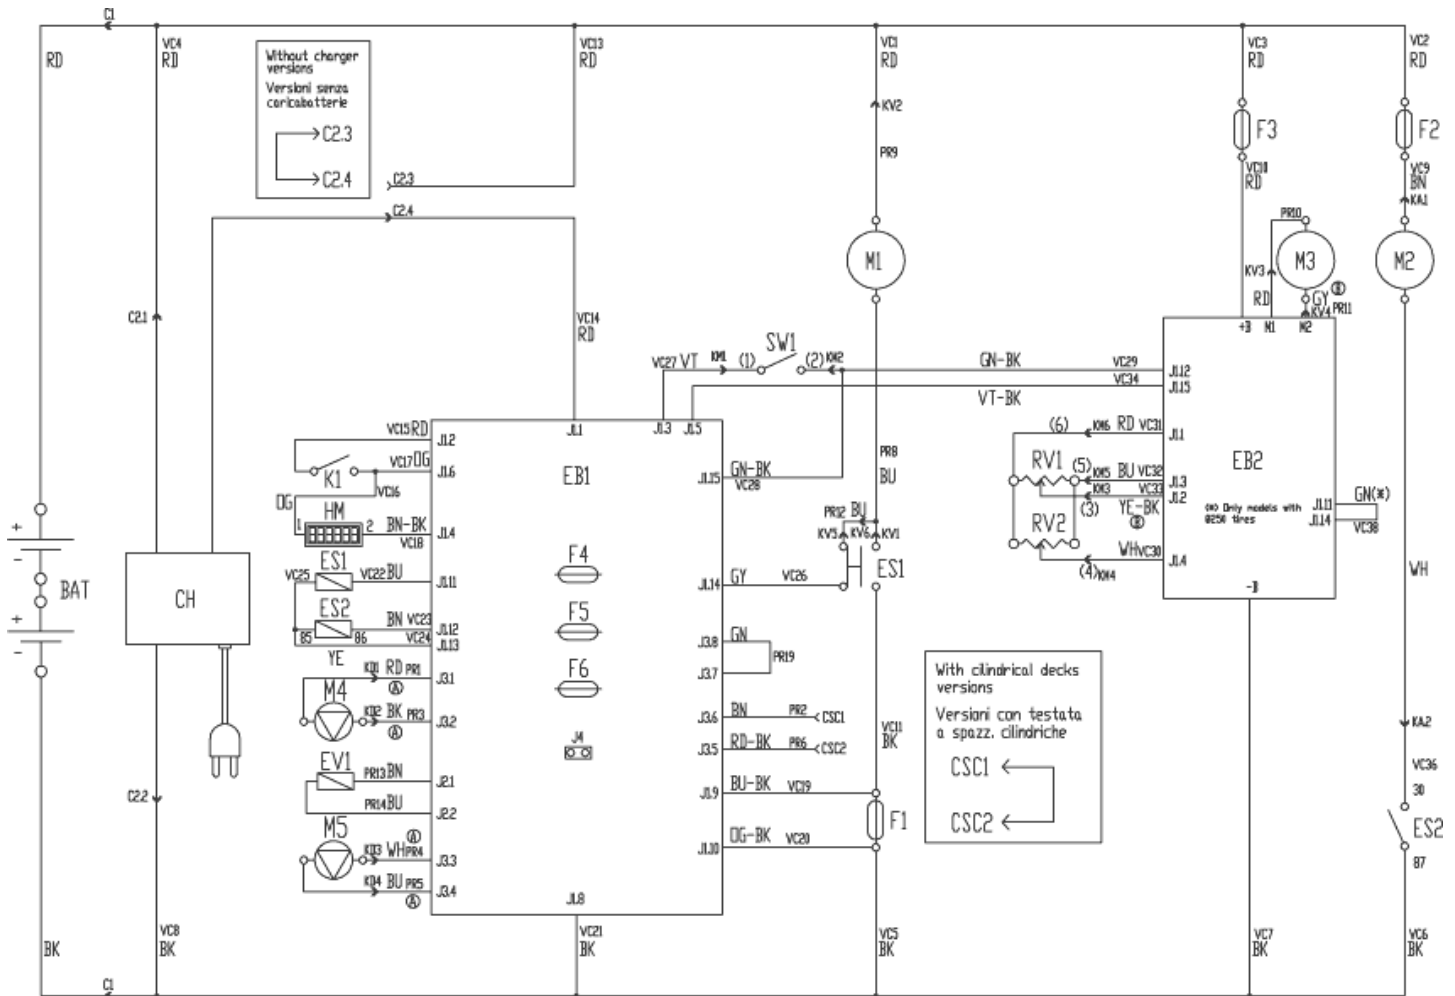 C1
RD
VC4
RD
Without charger
versions
Versioni senza
caricabatterie
C2.3
C2.4
VC13
RD
C2.3
C2.4
VC1
RD
KV2
PR9
VC3
RD
F3
VC10
RD
VC2
RD
F2
VC9
BN
KA1
M1
PR10
KV3
RD
M3
GY
KV4
PR11
M2
C2.1
VC14
RD
+B
M1
M2
SW1
VC27
VT
KM1
(1)
(2)
KM2
GN-BK
VC29
J1.12
VT-BK
VC34
J1.15
J1.1
J1.3
J1.5
VC15
RD
J1.2
VC17
OG
J1.6
K1
VC16
OG
HM
1
2
BN-BK
VC18
J1.4
EB1
GN-BK
VC28
J1.15
PR8
BU
(6)
KM6
RD
VC31
J1.1
RV1
(5)
KM5
BU
VC32
J1.3
KM3
VC33
J1.2
(3)
YE-BK
RV2
WH
VC30
J1.4
(4)
KM4
EB2
(*) Only models with
Ø250 tires
J1.11
J1.14
GN(*)
VC38
-B
+
-
+
-
BAT
CH
ES1
VC25
VC22
BU
J1.11
ES2
BN
VC23
J1.12
85
86
VC24
J1.13
YE
F4
F5
F6
J4
PR12
BU
KV5
KV6
KV1
ES1
GY
VC26
J1.14
J3.8
GN
PR19
J3.7
WH
M4
KD1
RD
PR1
A
J3.1
KD2
BK
PR3
A
J3.2
EV1
PR13
BN
J2.1
PR14
BU
J2.2
M5
A
KD3
WH
PR4
J3.3
KD4
BU
PR5
A
J3.4
J3.6
BN
PR2
CSC1
J3.5
RD-BK
PR6
CSC2
J1.9
BU-BK
VC19
J1.10
OG-BK
VC20
VC11
BK
F1
With cilindrical decks
versions
Versioni con testata
a spazz. cilindriche
CSC1
CSC2
KA2
VC36
30
ES2
87
C2.2
J1.8
BK
VC8
BK
VC21
BK
VC5
BK
VC7
BK
VC6
BK
C1